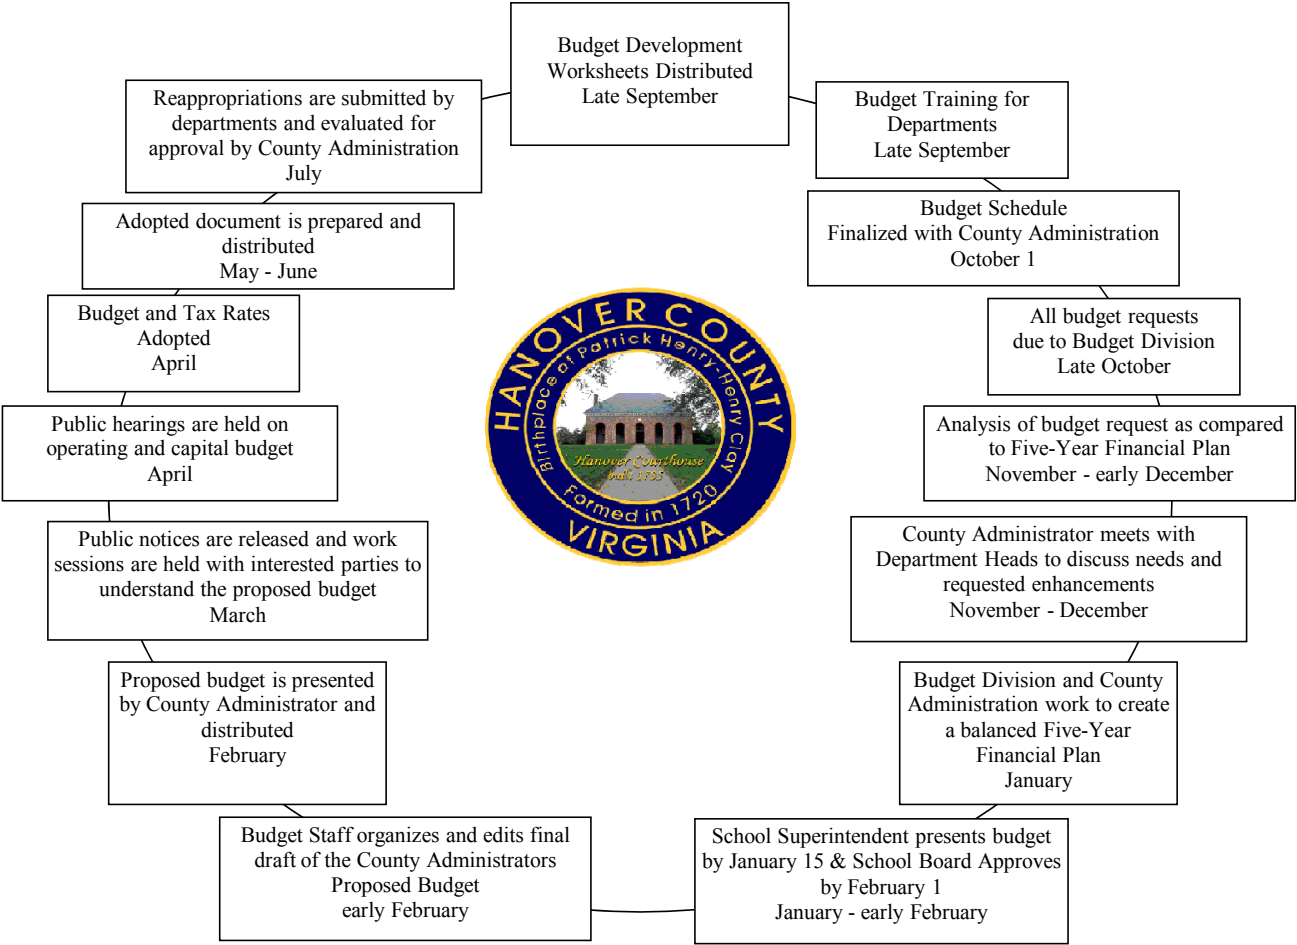 Budget Development
Worksheets Distributed
Late September
Budget Training for
Departments
Late September
Budget Schedule
Finalized with County Administration
October 1
All budget requests
due to Budget Division
Late October
Analysis of budget request as compared
to Five-Year Financial Plan
November - early December
County Administrator meets with
Department Heads to discuss needs and
requested enhancements
November - December
Budget Division and County
Administration work to create
a balanced Five-Year
Financial Plan
January
School Superintendent presents budget
by January 15 & School Board Approves
by February 1
January - early February
Budget Staff organizes and edits final
draft of the County Administrators
Proposed Budget
early February
Proposed budget is presented
by County Administrator and
distributed
February
Public notices are released and work
sessions are held with interested parties to
understand the proposed budget
March
Public hearings are held on
operating and capital budget
April
Budget and Tax Rates
Adopted
April
Adopted document is prepared and
distributed
May - June
Reappropriations are submitted by
departments and evaluated for
approval by County Administration
July
HANOVER COUNTY
Birthplace of Patrick Henry-Henry Clay
Hanover Courthouse
built 1735
Formed in 1720
VIRGINIA